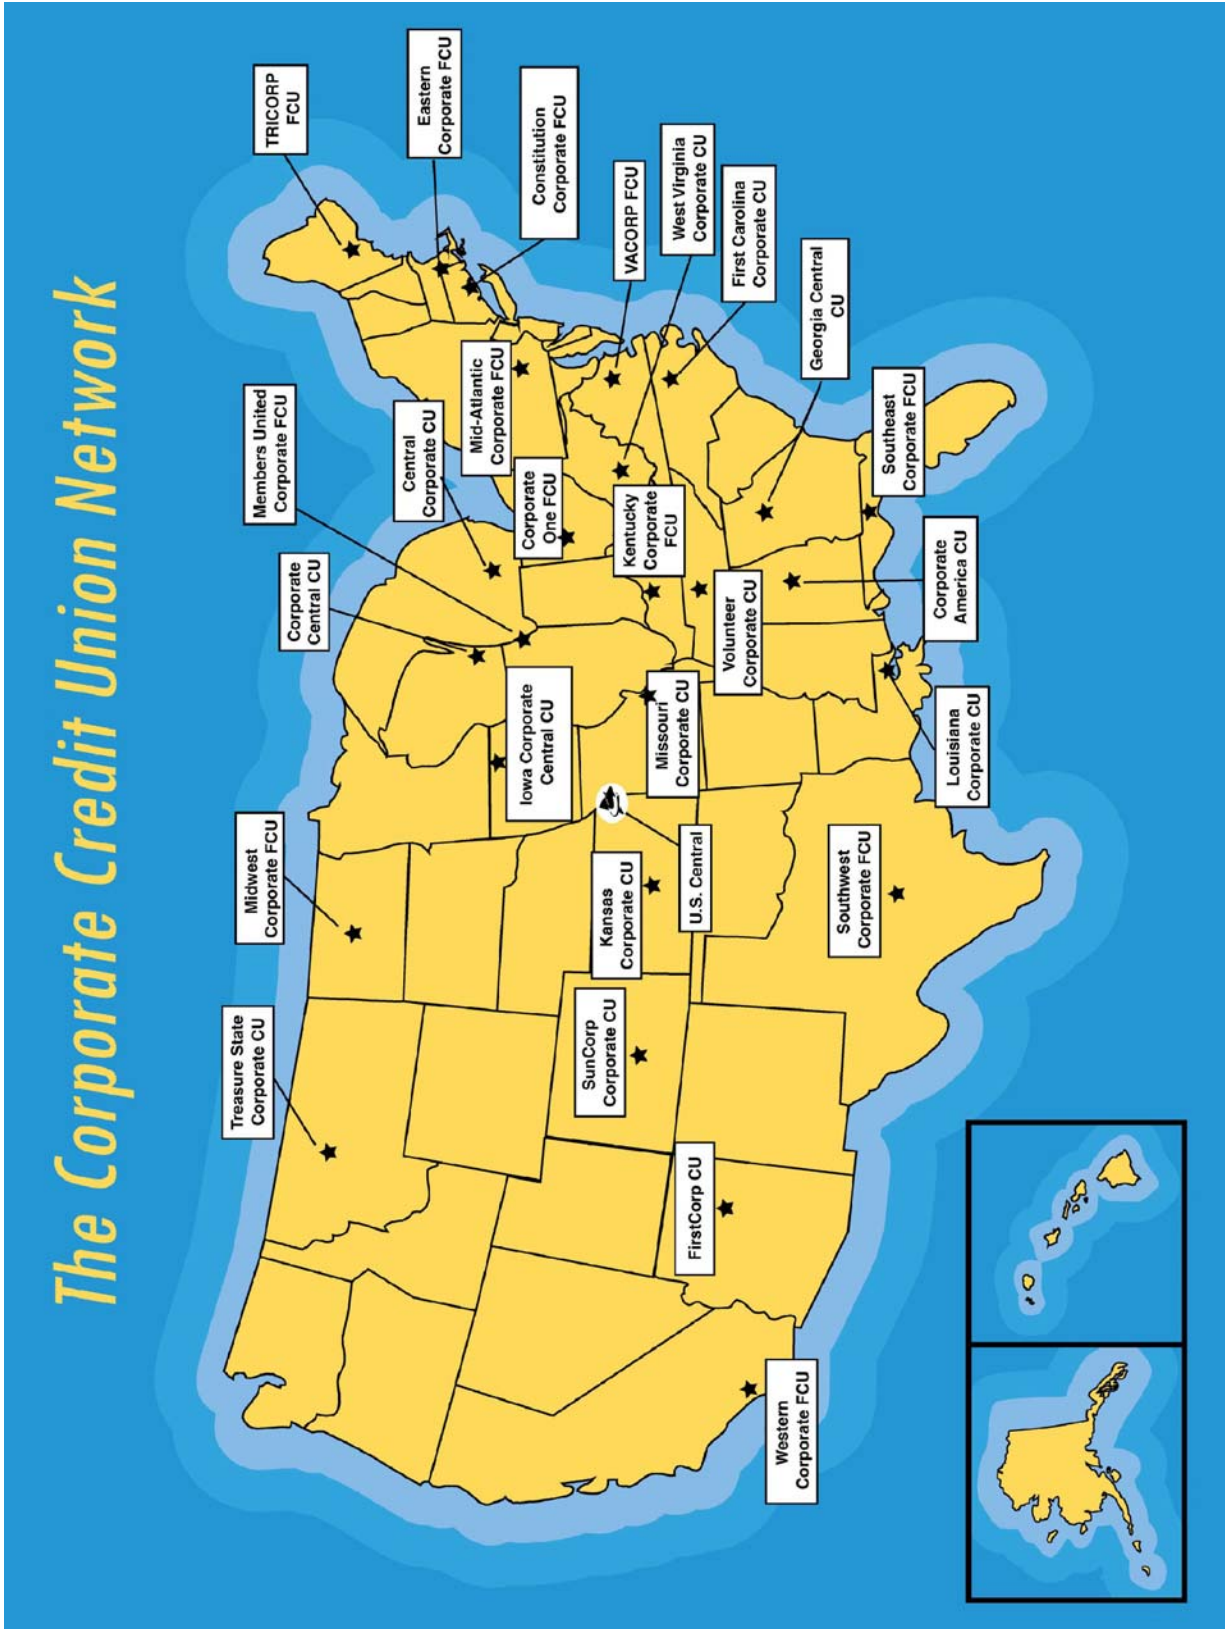 The Corporate Credit Union Network
Treasure State
Corporate CU
Midwest
Corporate FCU
Corporate
Central CU
Members United
Corporate FCU
Central
Corporate CU
TRICORP
FCU
Eastern
Corporate FCU
Constitution
Corporate FCU
Mid-Atlantic
Corporate FCU
Corporate
One FCU
Iowa Corporate
Central CU
VACORP FCU
West Virginia
Corporate CU
First Carolina
Corporate CU
Kentucky
Corporate
FCU
Missouri
Corporate CU
Volunteer
Corporate CU
Kansas
Corporate CU
U.S. Central
SunCorp
Corporate CU
FirstCorp CU
Western
Corporate FCU
Southwest
Corporate FCU
Georgia Central
CU
Southeast
Corporate FCU
Corporate
America CU
Louisiana
Corporate CU